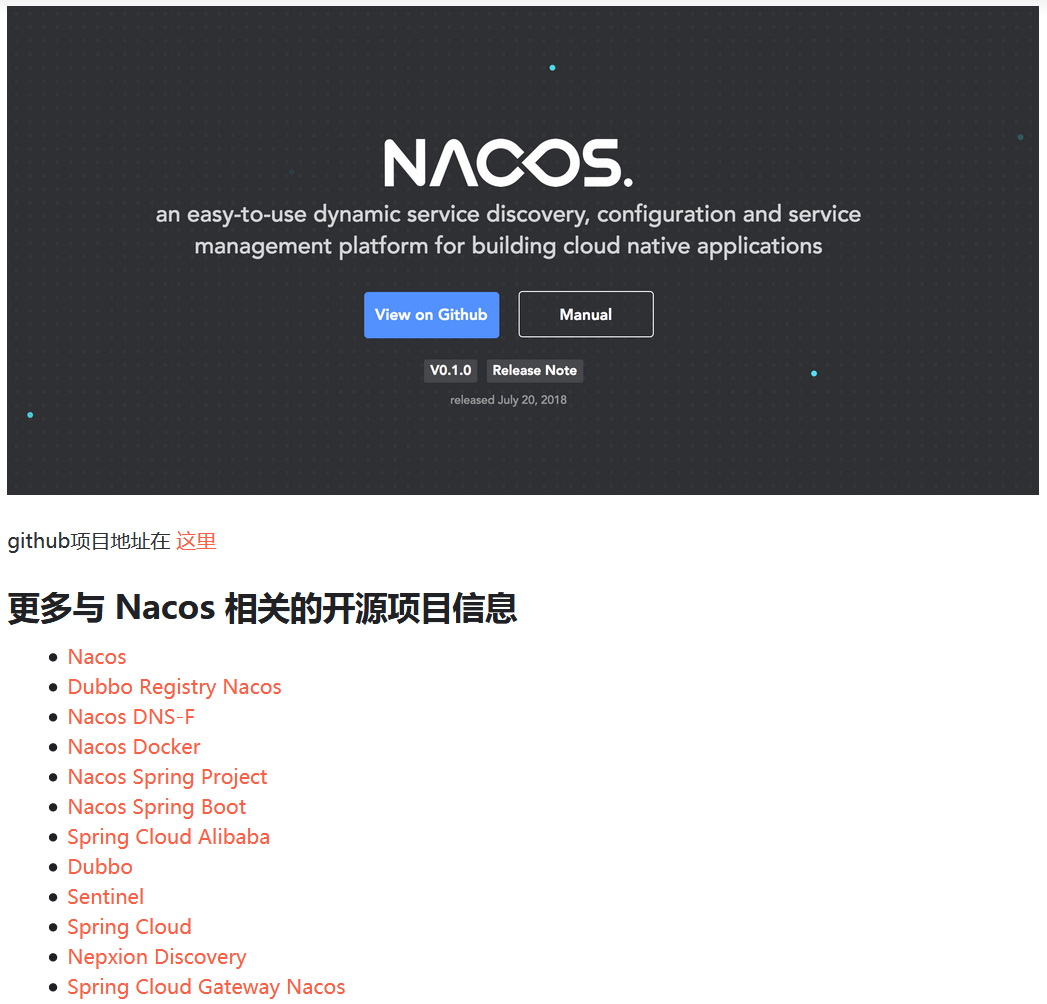 NACOS.
an easy-to-use dynamic service discovery, configuration and service
management platform for building cloud native applications
View on Github
Manual
V0.1.0
Release Note
released July 20, 2018
github项目地址在 这里
更多与 Nacos 相关的开源项目信息
Nacos
Dubbo Registry Nacos
Nacos DNS-F
Nacos Docker
Nacos Spring Project
Nacos Spring Boot
Spring Cloud Alibaba
Dubbo
Sentinel
Spring Cloud
Nepxion Discovery
Spring Cloud Gateway Nacos